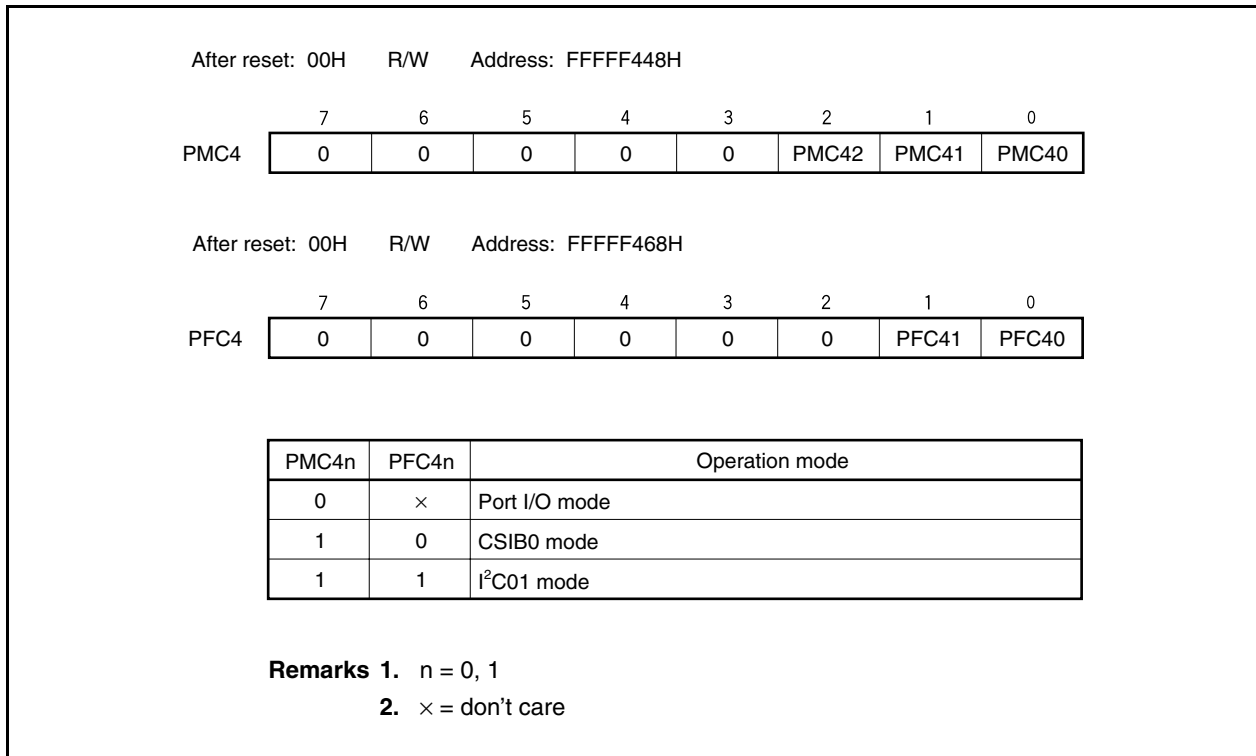 After reset: 00H R/W Address: FFFFF448H
7 6 5 4 3 2 1 0
PMC4 0 0 0 0 0 PMC42 PMC41 PMC40
After reset: 00H R/W Address: FFFFF468H
7 6 5 4 3 2 1 0
PFC4 0 0 0 0 0 0 PFC41 PFC40
PMC4n PFC4n Operation mode
0 × Port I/O mode
1 0 CSIB0 mode
1 1 I²C01 mode
Remarks 1. n = 0, 1
2. × = don't care